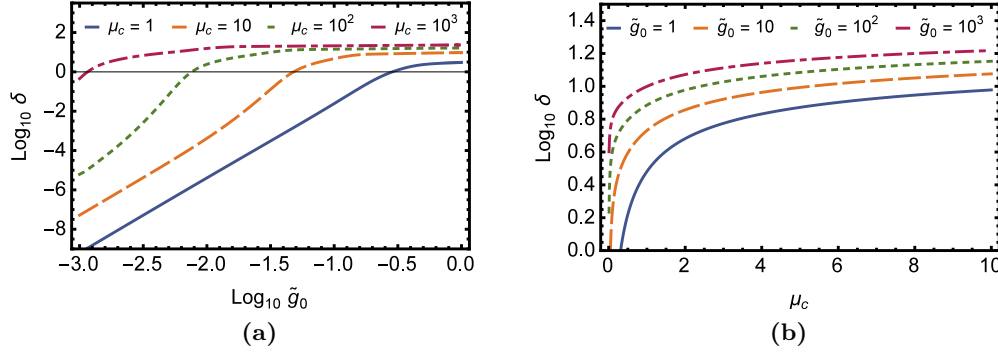 μc = 1 μc = 10 μc = 10² μc = 10³
Log₁₀ δ
2
0
−2
−4
−6
−8
−3.0 −2.5 −2.0 −1.5 −1.0 −0.5 0.0
Log₁₀ g̃₀
(a)
g̃₀ = 1 g̃₀ = 10 g̃₀ = 10² g̃₀ = 10³
Log₁₀ δ
1.4
1.2
1.0
0.8
0.6
0.4
0.2
0.0
0 2 4 6 8 10
μc
(b)